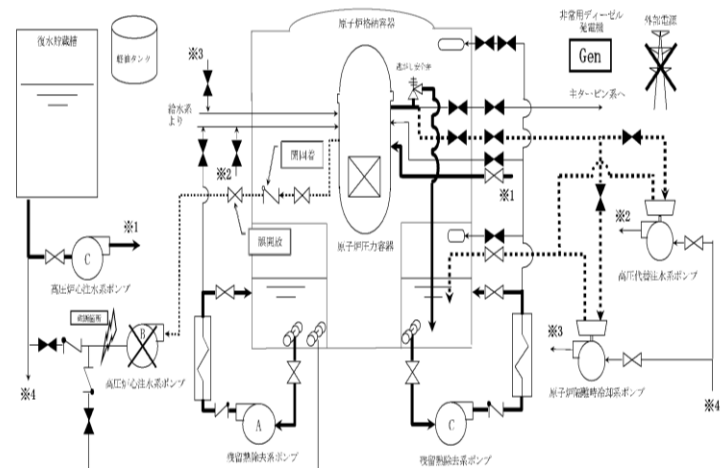 復水貯蔵槽
軽油タンク
※3
原子炉格納容器
逃がし安全弁
非常用ディーゼル
発電機
Gen
外部電源
主タービン系へ
給水系
より
※2
開固着
誤開放
※1
※1
C
高圧炉心注水系ポンプ
原子炉圧力容器
※2
高圧代替注水系ポンプ
B
高圧炉心注水系ポンプ
※4
※3
原子炉隔離時冷却系ポンプ
※4
A
残留熱除去系ポンプ
C
残留熱除去系ポンプ